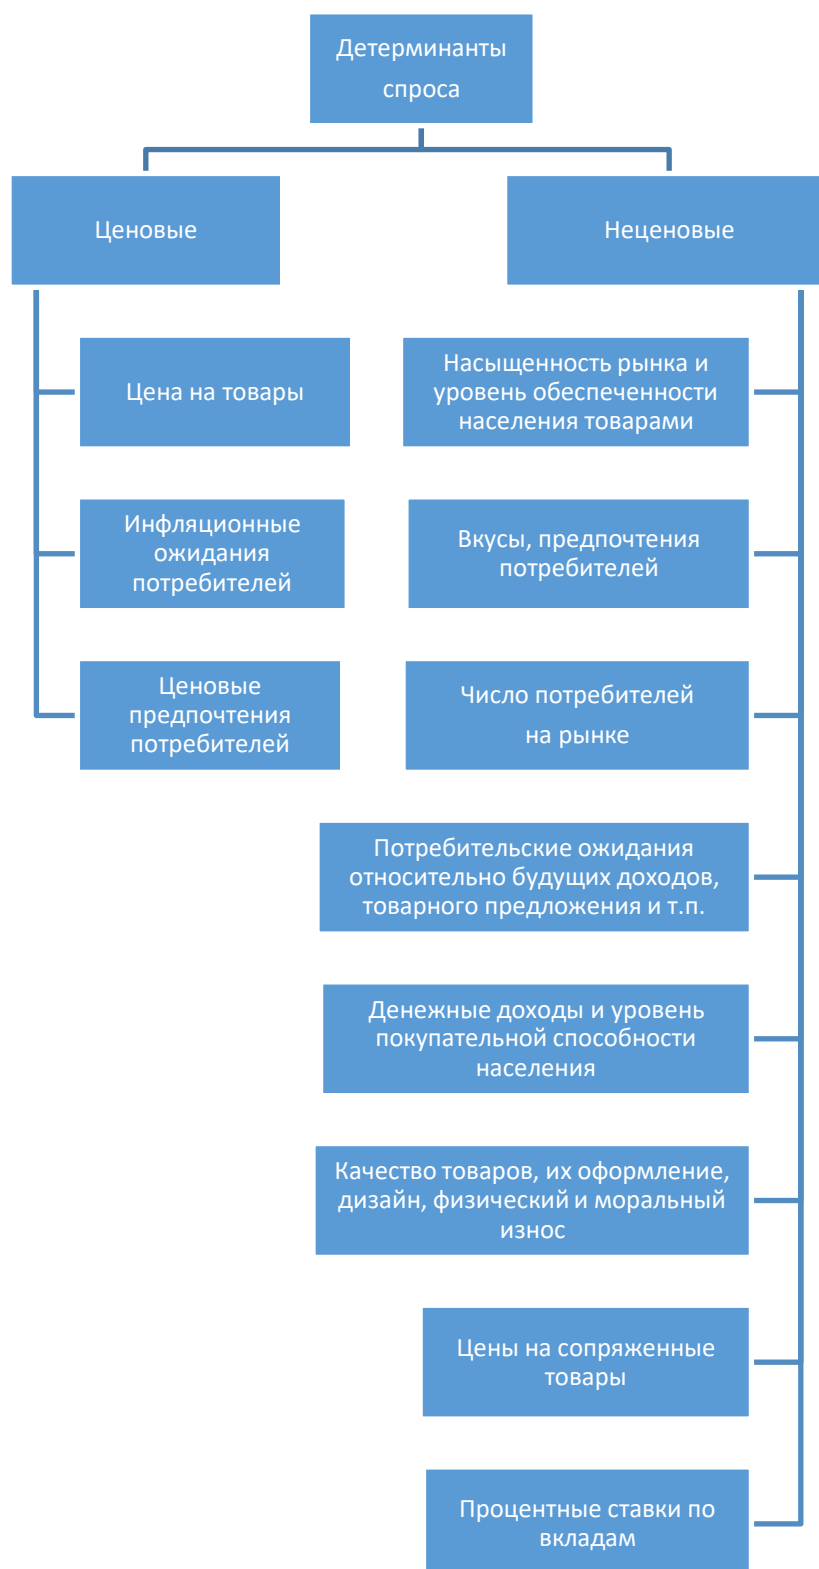 Детерминанты
спроса
Ценовые
Неценовые
Цена на товары
Инфляционные
ожидания
потребителей
Ценовые
предпочтения
потребителей
Насыщенность рынка и
уровень обеспеченности
населения товарами
Вкусы, предпочтения
потребителей
Число потребителей
на рынке
Потребительские ожидания
относительно будущих доходов,
товарного предложения и т.п.
Денежные доходы и уровень
покупательной способности
населения
Качество товаров, их оформление,
дизайн, физический и моральный
износ
Цены на сопряженные
товары
Процентные ставки по
вкладам